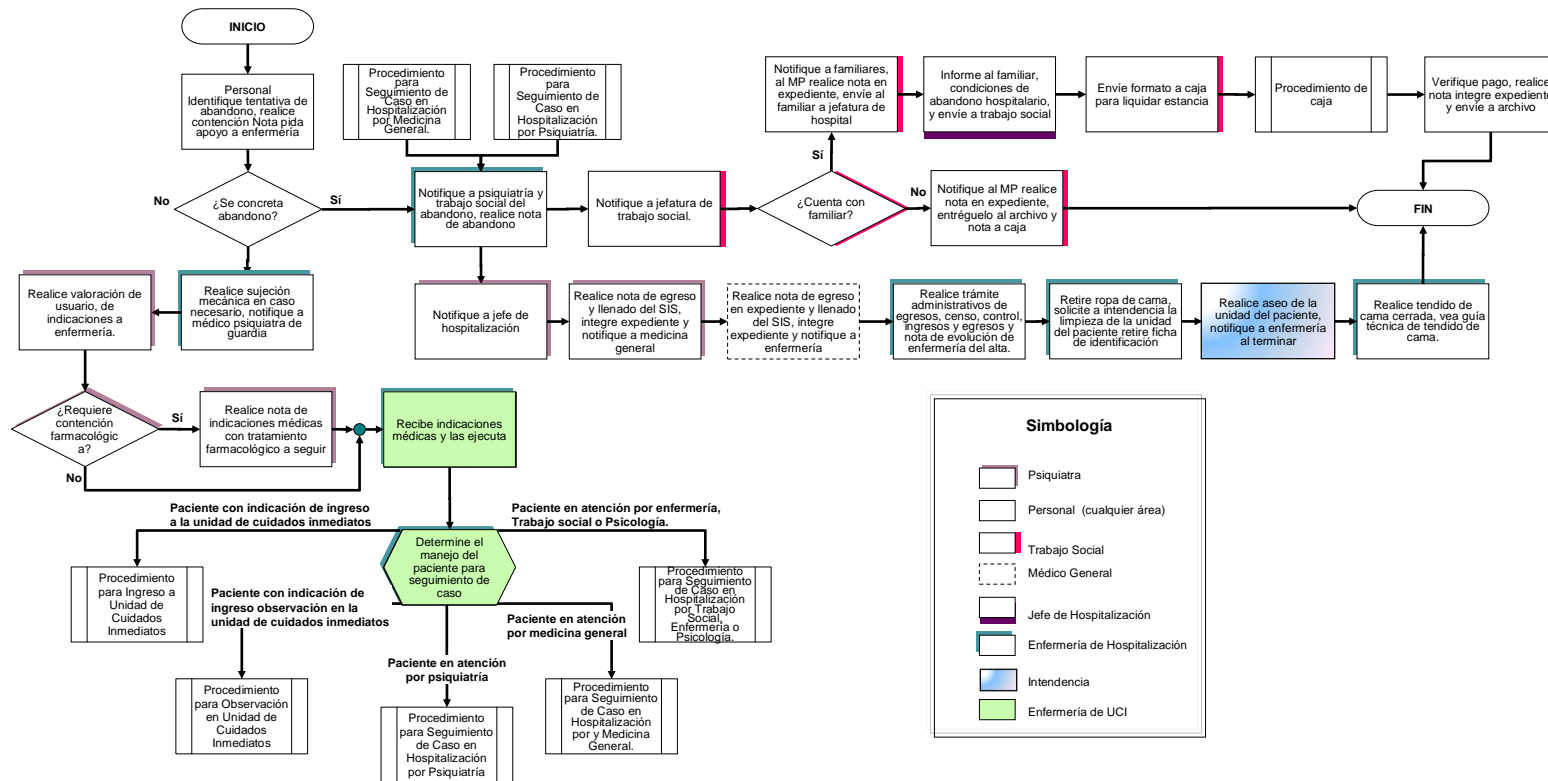 INICIO
Personal
Identifique tentativa de
abandono, realice
contención Nota pida
apoyo a enfermería
Procedimiento
para
Seguimiento de
Caso en
Hospitalización
por Medicina
General.
Procedimiento
para
Seguimiento de
Caso en
Hospitalización
por Psiquiatría.
Notifique a familiares,
al MP realice nota en
expediente, envíe al
familiar a jefatura de
hospital
Informe al familiar,
condiciones de
abandono hospitalario,
y envíe a trabajo social
Envíe formato a caja
para liquidar estancia
Procedimiento de
caja
Verifique pago, realice
nota integre expediente
y envíe a archivo
Sí
No
¿Se concreta
abandono?
Sí
Notifique a psiquiatría y
trabajo social del
abandono, realice nota
de abandono
Notifique a jefatura de
trabajo social.
¿Cuenta con
familiar?
No
Notifique al MP realice
nota en expediente,
entréguelo al archivo y
nota a caja
FIN
Realice valoración de
usuario, de
indicaciones a
enfermería.
Realice sujeción
mecánica en caso
necesario, notifique a
médico psiquiatra de
guardia
Notifique a jefe de
hospitalización
Realice nota de egreso
y llenado del SIS,
integre expediente y
notifique a medicina
general
Realice nota de egreso
en expediente y llenado
del SIS, integre
expediente y notifique a
enfermería
Realice trámite
administrativos de
egresos, censo, control,
ingresos y egresos y
nota de evolución de
enfermería del alta.
Retire ropa de cama,
solicite a intendencia la
limpieza de la unidad
del paciente retire ficha
de identificación
Realice aseo de la
unidad del paciente,
notifique a enfermería
al terminar
Realice tendido de
cama cerrada, vea guía
técnica de tendido de
cama.
¿Requiere
contención
farmacológic
a?
Sí
No
Realice nota de
indicaciones médicas
con tratamiento
farmacológico a seguir
Recibe indicaciones
médicas y las ejecuta
Paciente con indicación de ingreso
a la unidad de cuidados inmediatos
Paciente en atención por enfermería,
Trabajo social o Psicología.
Determine el
manejo del
paciente para
seguimiento de
caso
Procedimiento
para Ingreso a
Unidad de
Cuidados
Inmediatos
Paciente con indicación de
ingreso observación en la
unidad de cuidados inmediatos
Paciente en atención
por medicina general
Procedimiento
para Seguimiento
de Caso en
Hospitalización
por Trabajo
Social,
Enfermería o
Psicología.
Paciente en atención
por psiquiatría
Procedimiento
para Observación
en Unidad de
Cuidados
Inmediatos
Procedimiento
para Seguimiento
de Caso en
Hospitalización
por Psiquiatría
Procedimiento
para Seguimiento
de Caso en
Hospitalización
por y Medicina
General.
Simbología
Psiquiatra
Personal (cualquier área)
Trabajo Social
Médico General
Jefe de Hospitalización
Enfermería de Hospitalización
Intendencia
Enfermería de UCI